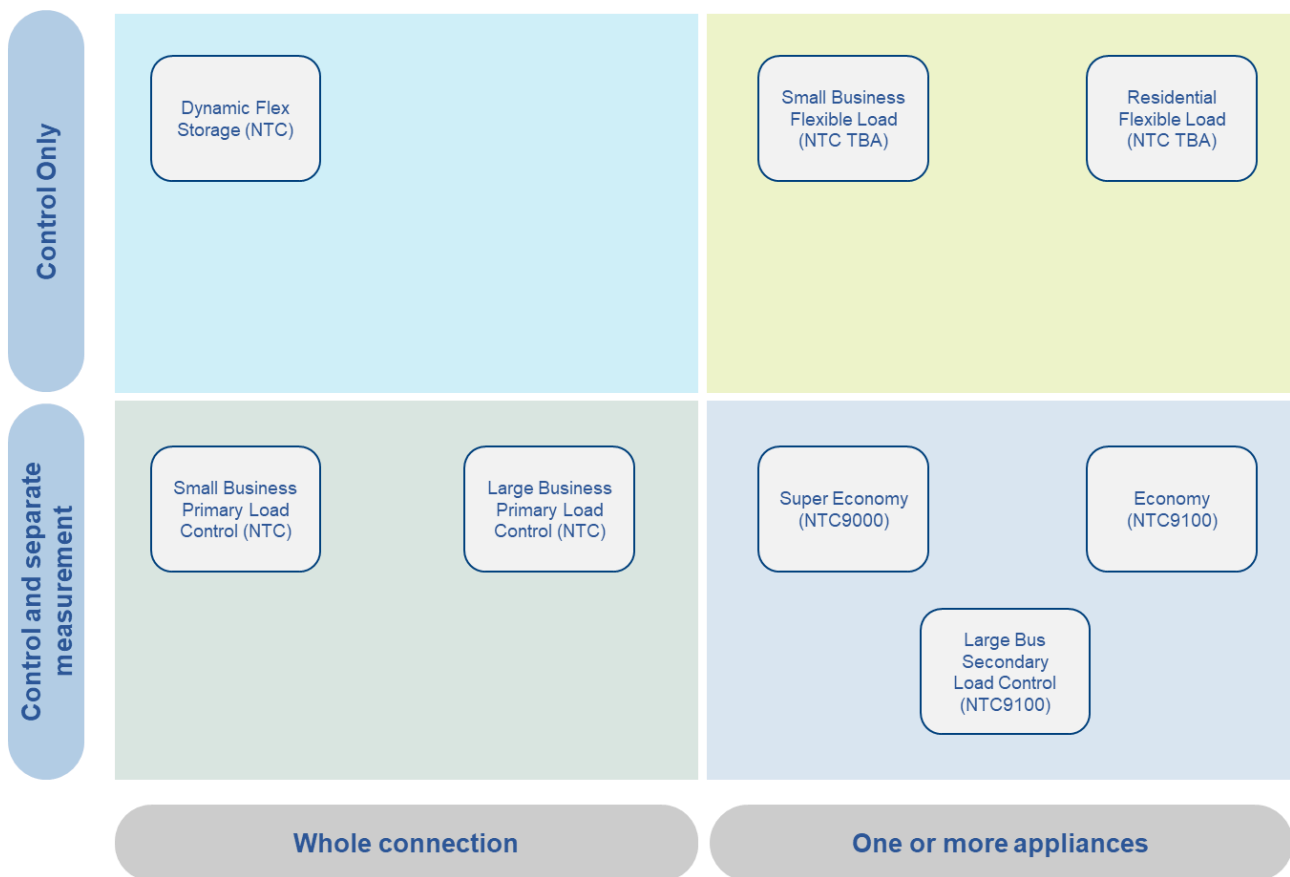 Control Only
Dynamic Flex
Storage (NTC)
Small Business
Flexible Load
(NTC TBA)
Residential
Flexible Load
(NTC TBA)
Control and separate
measurement
Small Business
Primary Load
Control (NTC)
Large Business
Primary Load
Control (NTC)
Super Economy
(NTC9000)
Economy
(NTC9100)
Large Bus
Secondary
Load Control
(NTC9100)
Whole connection
One or more appliances